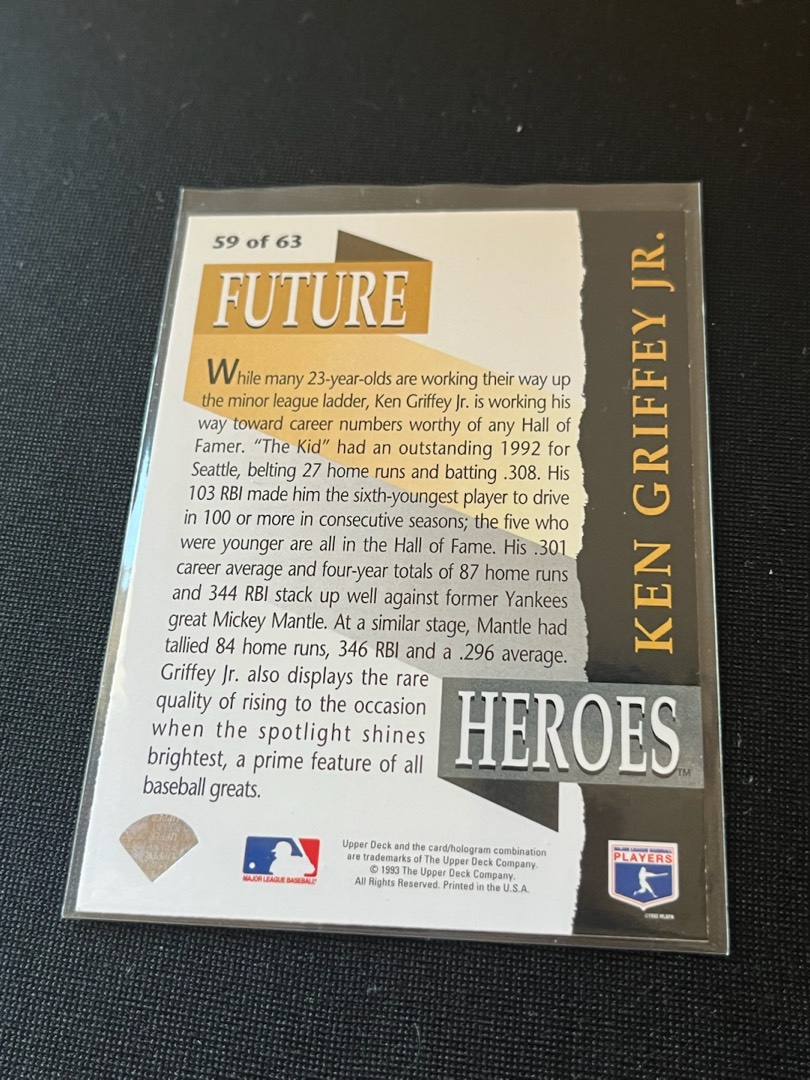 59 of 63
FUTURE
While many 23-year-olds are working their way up
the minor league ladder, Ken Griffey Jr. is working his
way toward career numbers worthy of any Hall of
Famer. "The Kid" had an outstanding 1992 for
Seattle, belting 27 home runs and batting .308. His
103 RBI made him the sixth-youngest player to drive
in 100 or more in consecutive seasons; the five who
were younger are all in the Hall of Fame. His .301
career average and four-year totals of 87 home runs
and 344 RBI stack up well against former Yankees
great Mickey Mantle. At a similar stage, Mantle had
tallied 84 home runs, 346 RBI and a .296 average.
Griffey Jr. also displays the rare
quality of rising to the occasion
when the spotlight shines
brightest, a prime feature of all
baseball greats.
HEROES™
KEN GRIFFEY JR.
MAJOR LEAGUE BASEBALL®
Upper Deck and the card/hologram combination
are trademarks of The Upper Deck Company.
© 1993 The Upper Deck Company.
All Rights Reserved. Printed in the U.S.A.
MAJOR LEAGUE BASEBALL
PLAYERS